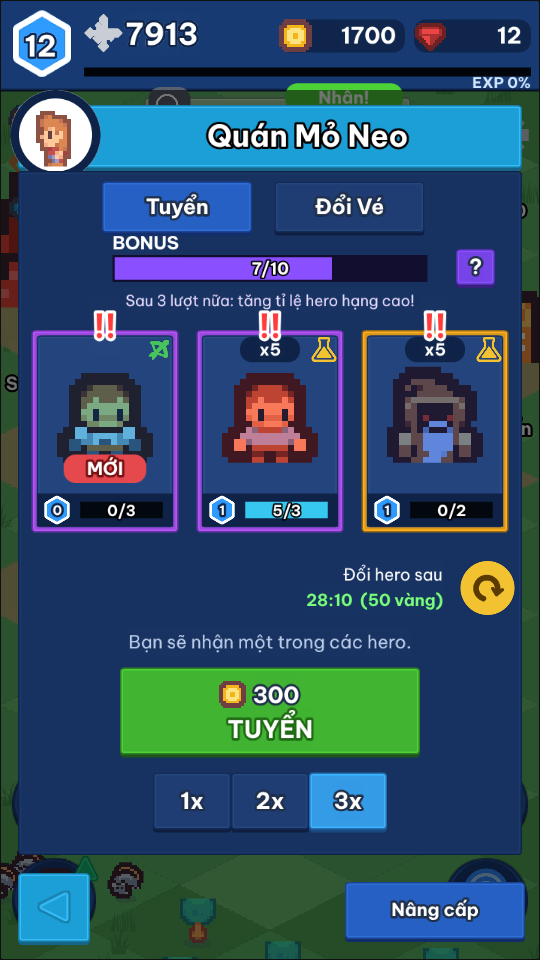 12
7913
1700
12
EXP 0%
Nhân!
Quán Mỏ Neo
Tuyển
Đổi Vé
BONUS
7/10
?
Sau 3 lượt nữa: tăng tỉ lệ hero hạng cao!
!!
!!
!!
x5
x5
MỚI
0
0/3
1
5/3
1
0/2
Đổi hero sau
28:10 (50 vàng)
Bạn sẽ nhận một trong các hero.
300
TUYỂN
1x
2x
3x
Nâng cấp